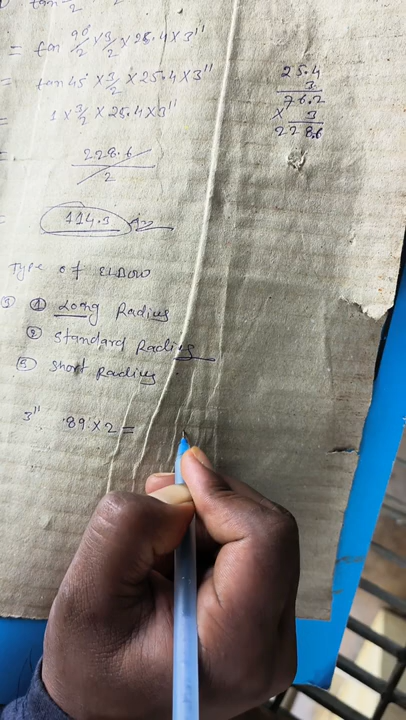 = tan 90/2 × 3/2 × 25.4 × 3"
= tan 45° × 3/2 × 25.4 × 3"
= 1 × 3/2 × 25.4 × 3"
228.6/2
114.3 Ans
25.4
3
76.2
× 3
228.6
Type of ELBOW
① Long Radius
② Standard Radius
③ Short Radius
3" 89 × 2 =